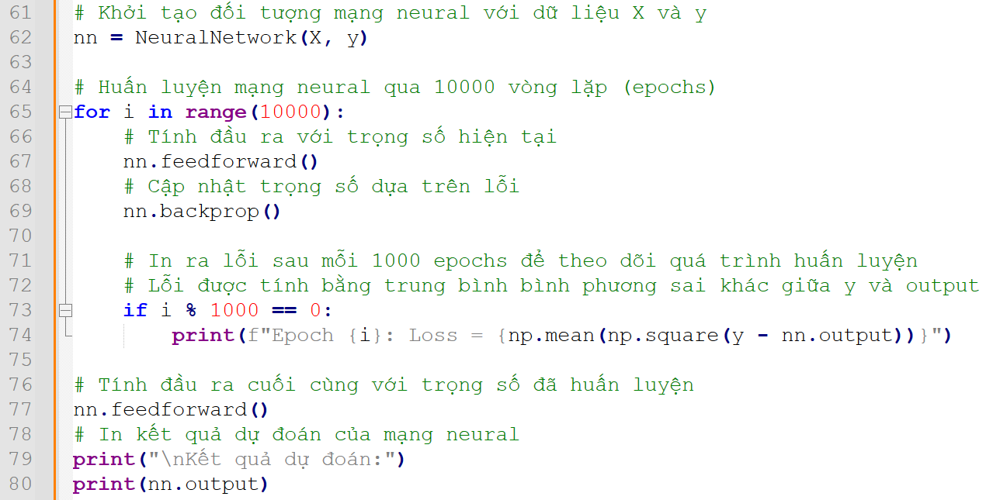 61 # Khởi tạo đối tượng mạng neural với dữ liệu X và y
62 nn = NeuralNetwork(X, y)
63
64 # Huấn luyện mạng neural qua 10000 vòng lặp (epochs)
65 for i in range(10000):
66     # Tính đầu ra với trọng số hiện tại
67     nn.feedforward()
68     # Cập nhật trọng số dựa trên lỗi
69     nn.backprop()
70
71     # In ra lỗi sau mỗi 1000 epochs để theo dõi quá trình huấn luyện
72     # Lỗi được tính bằng trung bình bình phương sai khác giữa y và output
73     if i % 1000 == 0:
74         print(f"Epoch {i}: Loss = {np.mean(np.square(y - nn.output))}")
75
76 # Tính đầu ra cuối cùng với trọng số đã huấn luyện
77 nn.feedforward()
78 # In kết quả dự đoán của mạng neural
79 print("\nKết quả dự đoán:")
80 print(nn.output)